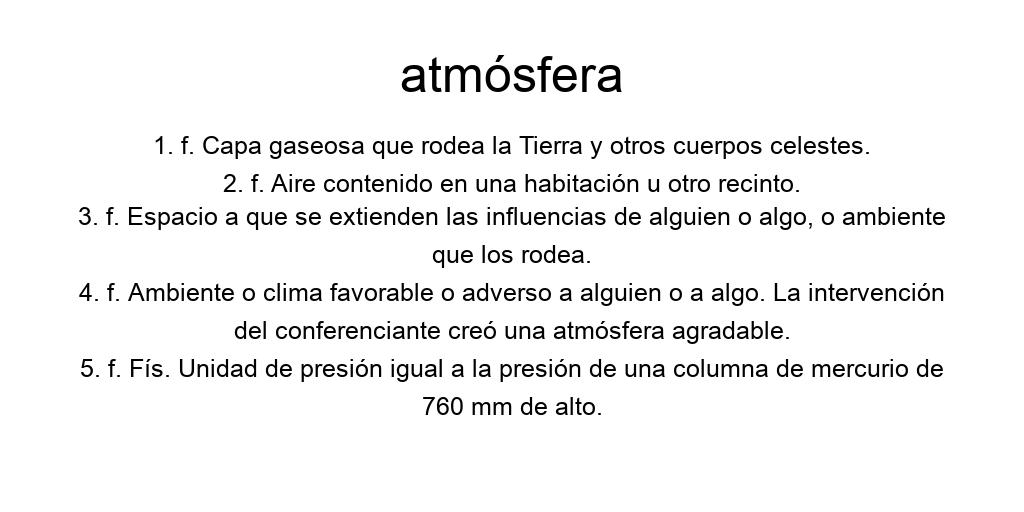 atmósfera
1. f. Capa gaseosa que rodea la Tierra y otros cuerpos celestes.
2. f. Aire contenido en una habitación u otro recinto.
3. f. Espacio a que se extienden las influencias de alguien o algo, o ambiente
que los rodea.
4. f. Ambiente o clima favorable o adverso a alguien o a algo. La intervención
del conferenciante creó una atmósfera agradable.
5. f. Fís. Unidad de presión igual a la presión de una columna de mercurio de
760 mm de alto.